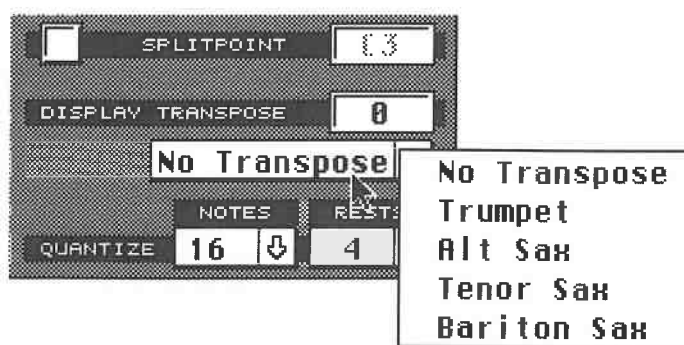 SPLITPOINT C3
DISPLAY TRANSPOSE 0
No Transpose
NOTES RESTS
QUANTIZE 16 4
No Transpose
Trumpet
Alt Sax
Tenor Sax
Bariton Sax